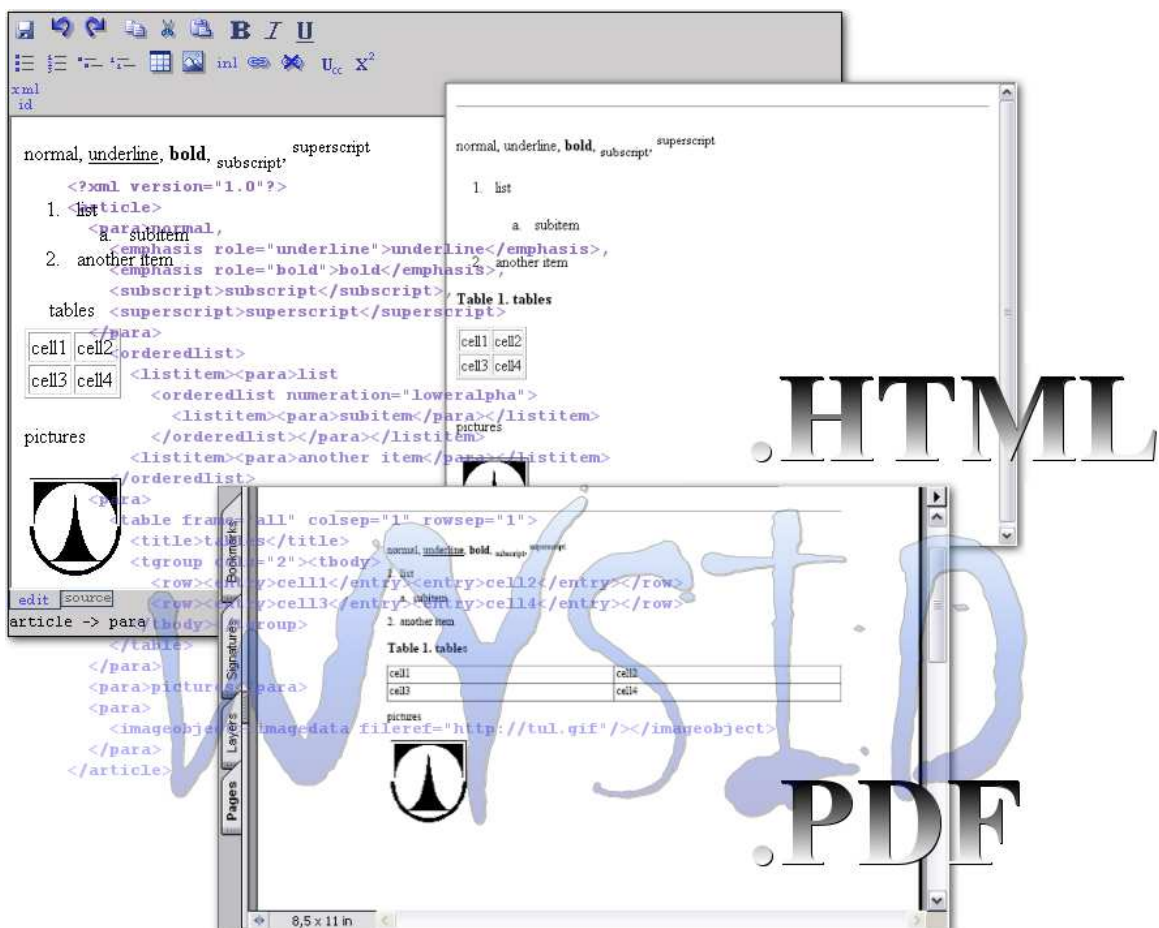 B I U
inl U cc X 2
xml
id
normal, underline, bold, subscript, superscript
1. list
a. subitem
2. another item
tables
cell1 cell2
cell3 cell4
pictures
edit source
article -> para
<?xml version="1.0"?>
<article>
<para>normal,
<emphasis role="underline">underline</emphasis>,
<emphasis role="bold">bold</emphasis>,
<subscript>subscript</subscript>,
<superscript>superscript</superscript>
</para>
<orderedlist>
<listitem><para>list
<orderedlist numeration="loweralpha">
<listitem><para>subitem</para></listitem>
</orderedlist></para></listitem>
<listitem><para>another item</para></listitem>
</orderedlist>
<para>
<table frame="all" colsep="1" rowsep="1">
<title>tables</title>
<tgroup cols="2"><tbody>
<row><entry>cell1</entry><entry>cell2</entry></row>
<row><entry>cell3</entry><entry>cell4</entry></row>
</tbody></tgroup>
</table>
</para>
<para>pictures</para>
<para>
<imageobject><imagedata fileref="http://tul.gif"/></imageobject>
</para>
</article>
normal, underline, bold, subscript, superscript
1. list
a. subitem
2. another item
Table 1. tables
cell1 cell2
cell3 cell4
pictures
.HTML
Bookmarks
Signatures
Layers
Pages
normal, underline, bold, subscript, superscript
1. list
a. subitem
2. another item
Table 1. tables
cell1 cell2
cell3 cell4
pictures
WYSID
.PDF
8,5 x 11 in